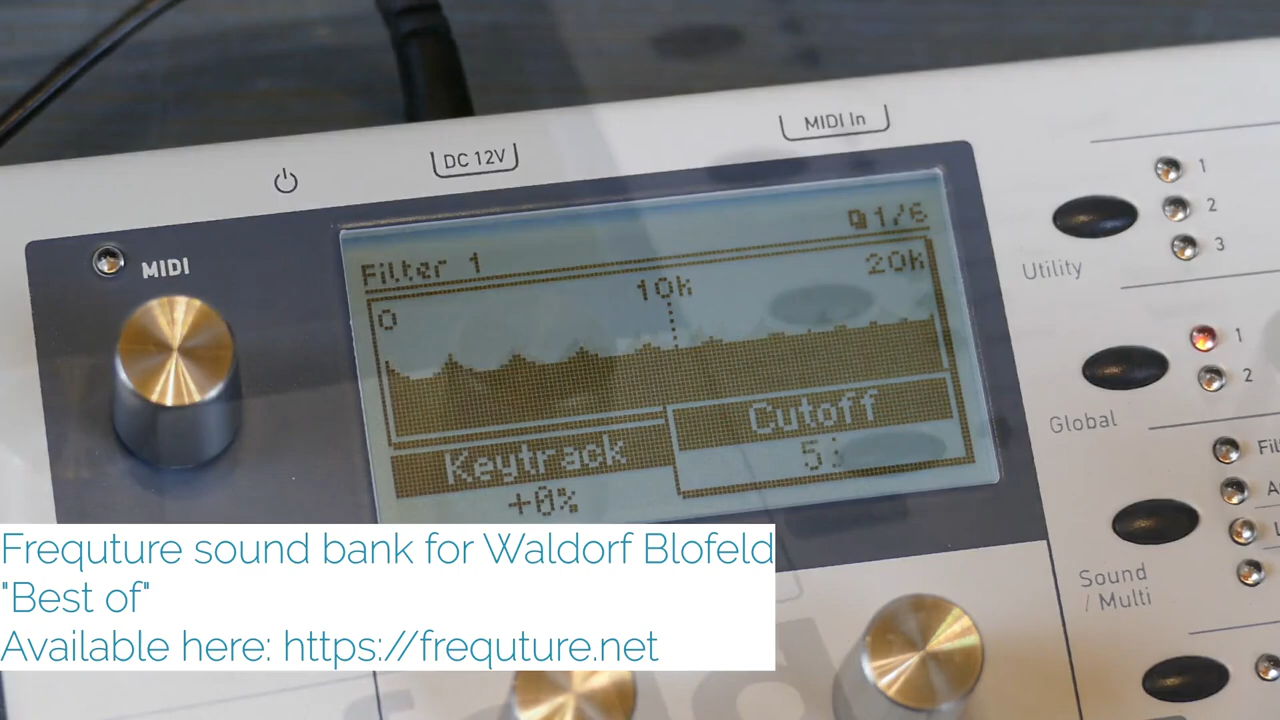 DC 12V
MIDI In
MIDI
Filter 1
1/6
0
10k
20k
Keytrack
+0%
Cutoff
Utility
1
2
3
Global
1
2
Sound
/ Multi
Frequture sound bank for Waldorf Blofeld
"Best of"
Available here: https://frequture.net